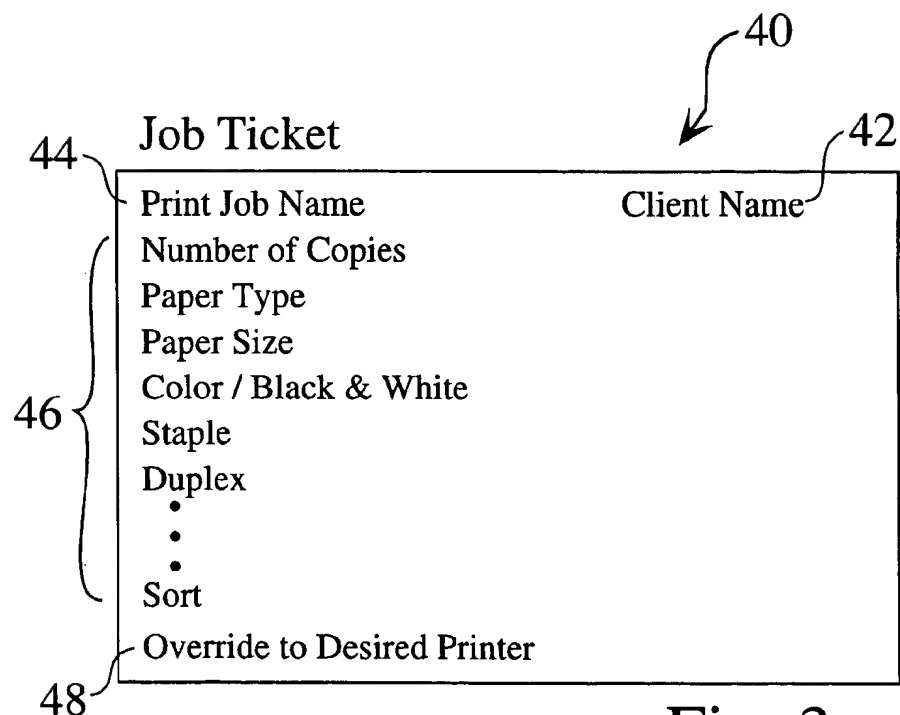 40
Job Ticket
42
44
Print Job Name Client Name
Number of Copies
Paper Type
Paper Size
Color / Black & White
46
Staple
Duplex
Sort
Override to Desired Printer
48